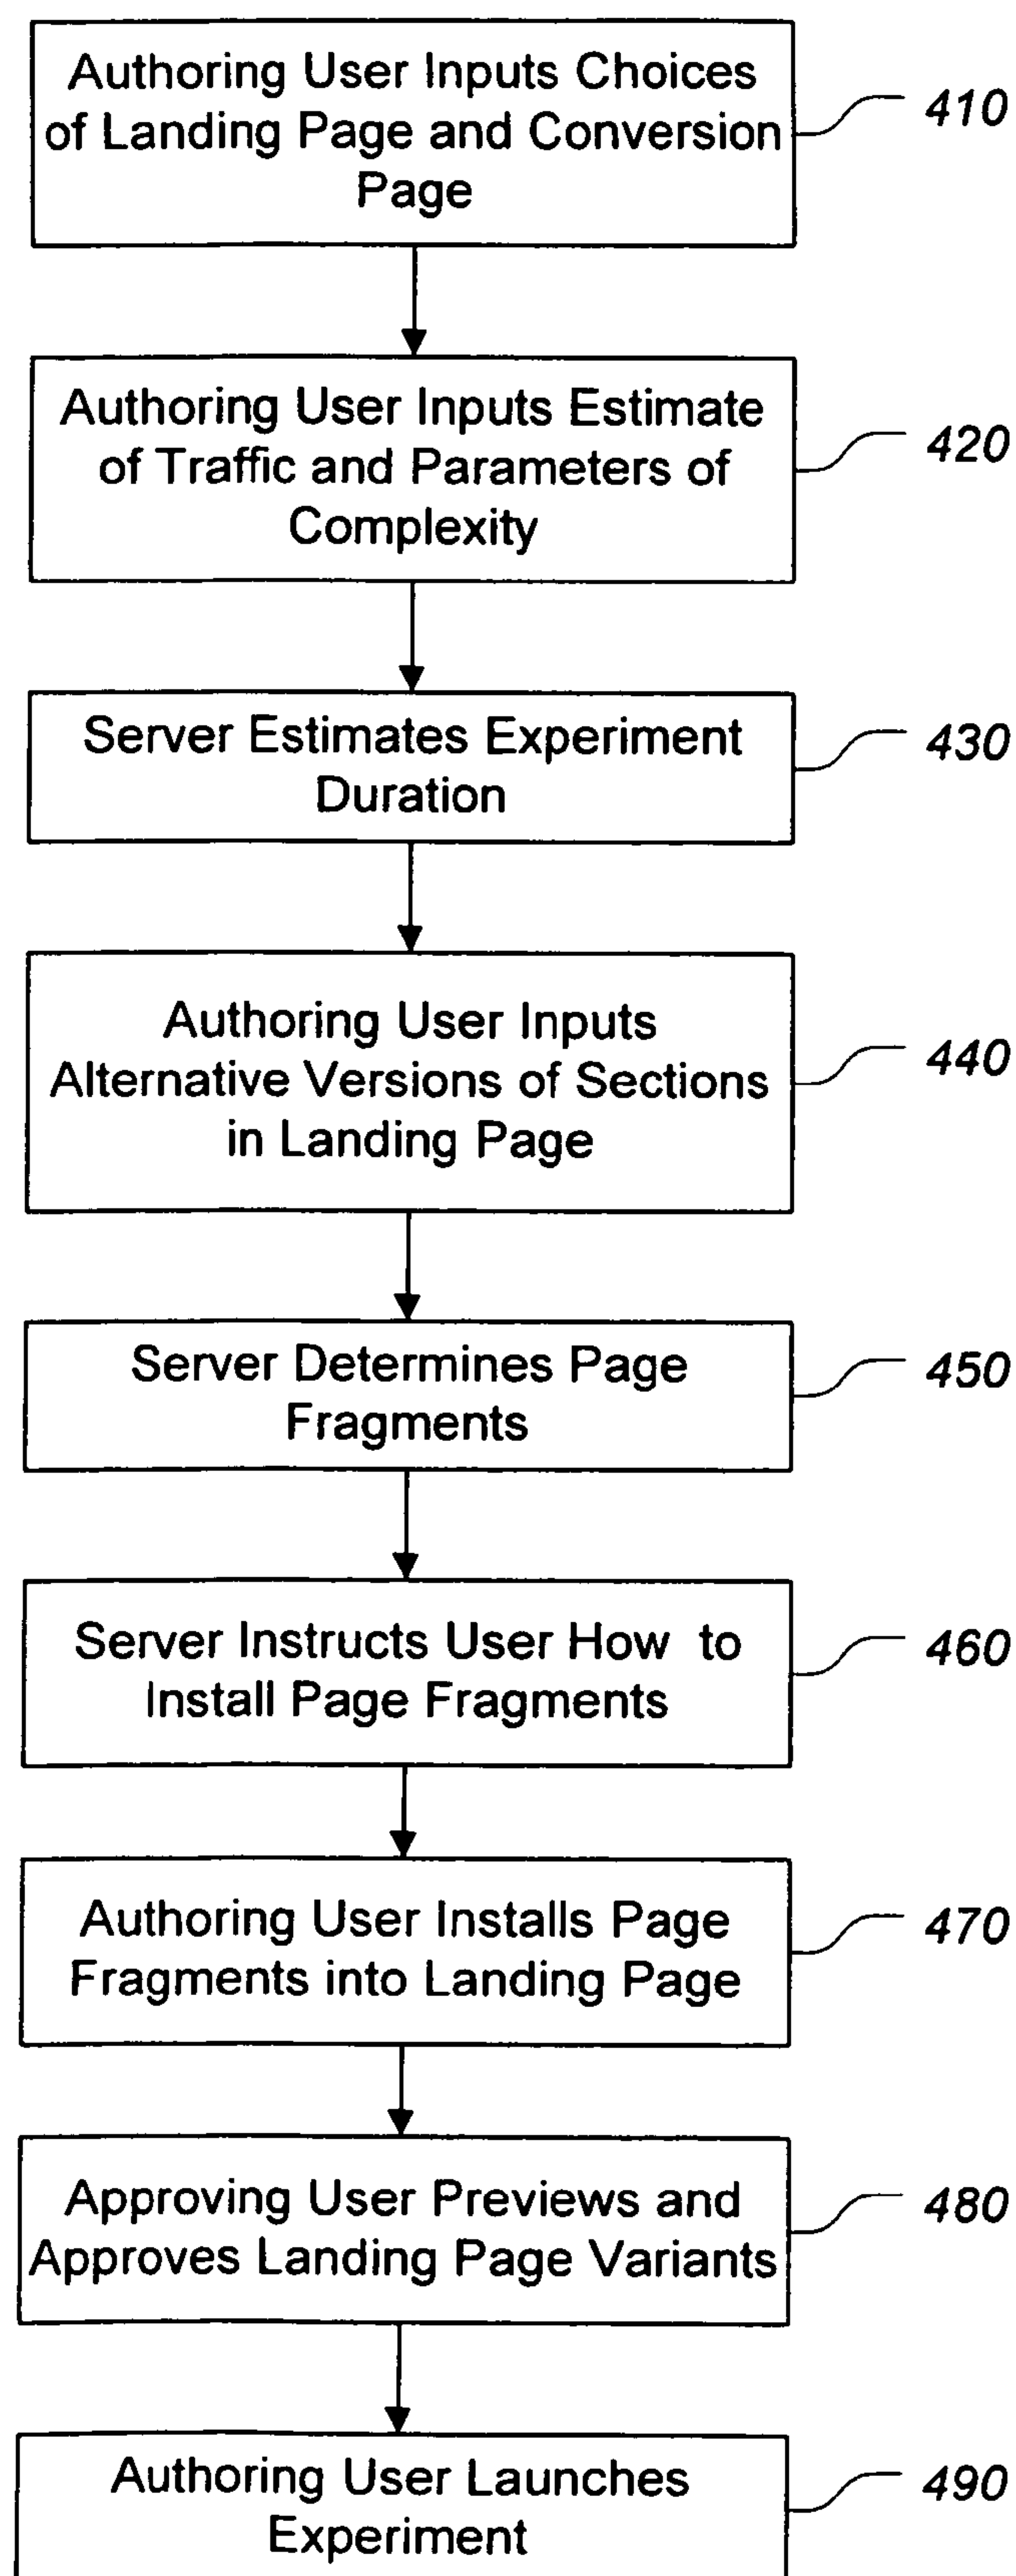 Authoring User Inputs Choices
of Landing Page and Conversion
Page
410
Authoring User Inputs Estimate
of Traffic and Parameters of
Complexity
420
Server Estimates Experiment
Duration
430
Authoring User Inputs
Alternative Versions of Sections
in Landing Page
440
Server Determines Page
Fragments
450
Server Instructs User How to
Install Page Fragments
460
Authoring User Installs Page
Fragments into Landing Page
470
Approving User Previews and
Approves Landing Page Variants
480
Authoring User Launches
Experiment
490